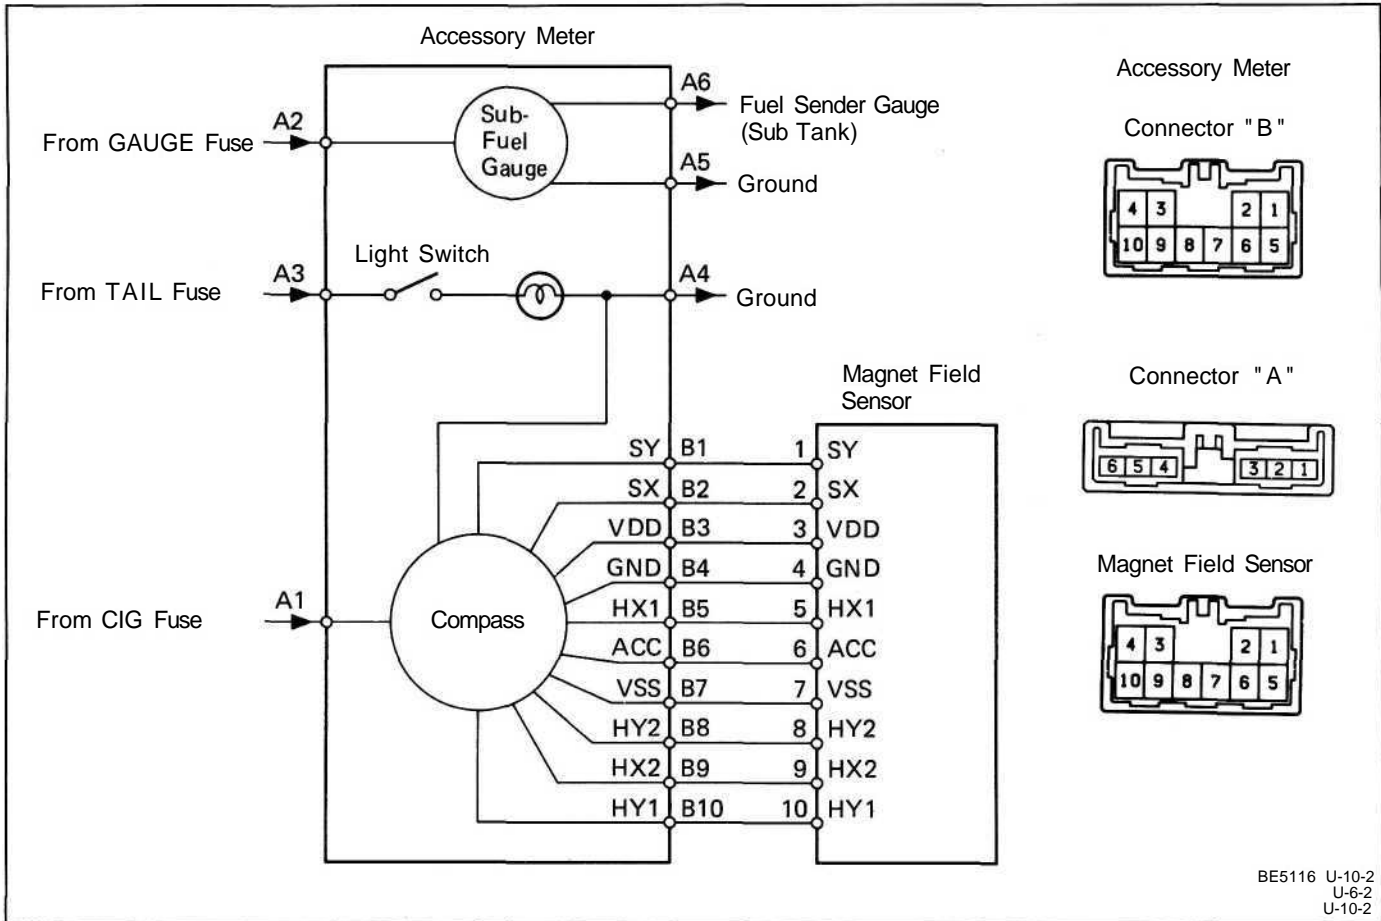 Accessory Meter
A2
From GAUGE Fuse
Sub-
Fuel
Gauge
A6
Fuel Sender Gauge
(Sub Tank)
A5
Ground
A3
From TAIL Fuse
Light Switch
A4
Ground
A1
From CIG Fuse
Compass
Magnet Field
Sensor
SY B1 1 SY
SX B2 2 SX
VDD B3 3 VDD
GND B4 4 GND
HX1 B5 5 HX1
ACC B6 6 ACC
VSS B7 7 VSS
HY2 B8 8 HY2
HX2 B9 9 HX2
HY1 B10 10 HY1
Accessory Meter
Connector "B"
4 3 2 1
10 9 8 7 6 5
Connector "A"
6 5 4 3 2 1
Magnet Field Sensor
4 3 2 1
10 9 8 7 6 5
BE5116 U-10-2
U-6-2
U-10-2